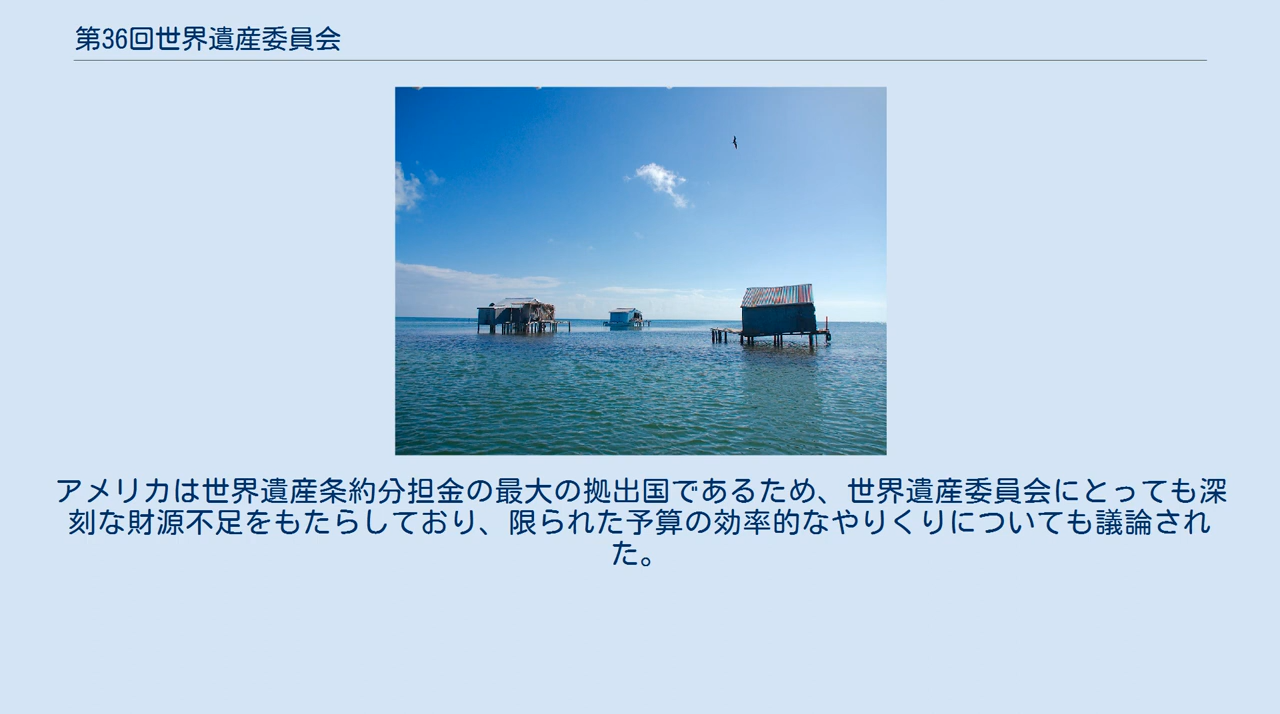 第36回世界遺産委員会
アメリカは世界遺産条約分担金の最大の拠出国であるため、世界遺産委員会にとっても深
刻な財源不足をもたらしており、限られた予算の効率的なやりくりについても議論され
た。